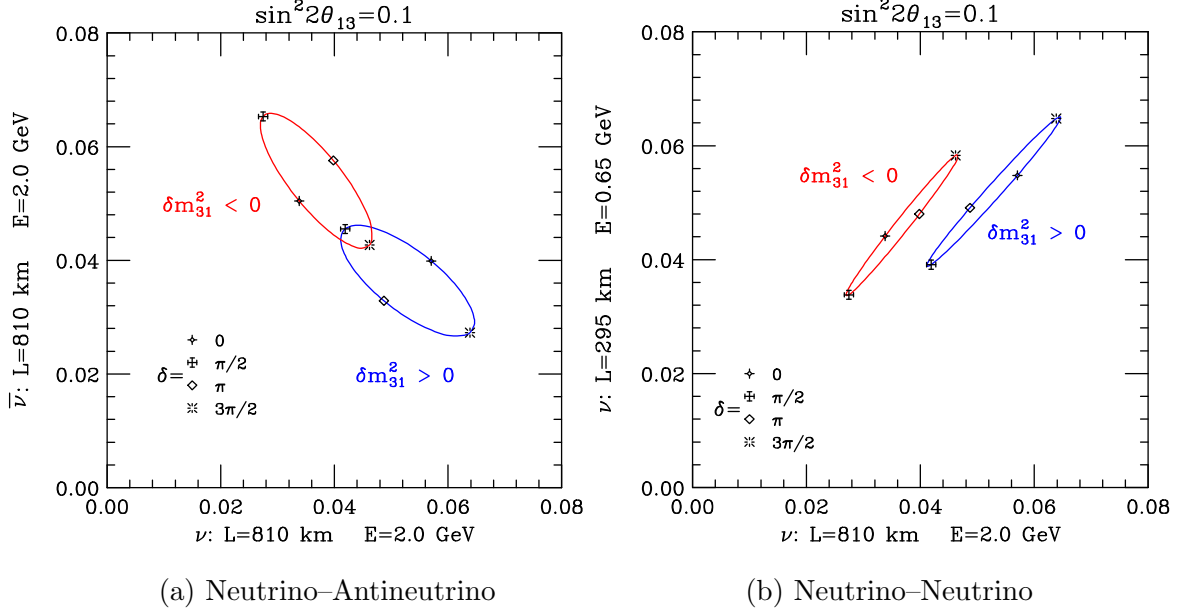 sin²2θ₁₃=0.1
0.08
0.06
0.04
0.02
0.00
ν̅: L=810 km E=2.0 GeV
δm²₃₁ < 0
δm²₃₁ > 0
δ=
0
π/2
π
3π/2
0.00 0.02 0.04 0.06 0.08
ν: L=810 km E=2.0 GeV
(a) Neutrino–Antineutrino
sin²2θ₁₃=0.1
0.08
0.06
0.04
0.02
0.00
ν: L=295 km E=0.65 GeV
δm²₃₁ < 0
δm²₃₁ > 0
δ=
0
π/2
π
3π/2
0.00 0.02 0.04 0.06 0.08
ν: L=810 km E=2.0 GeV
(b) Neutrino–Neutrino